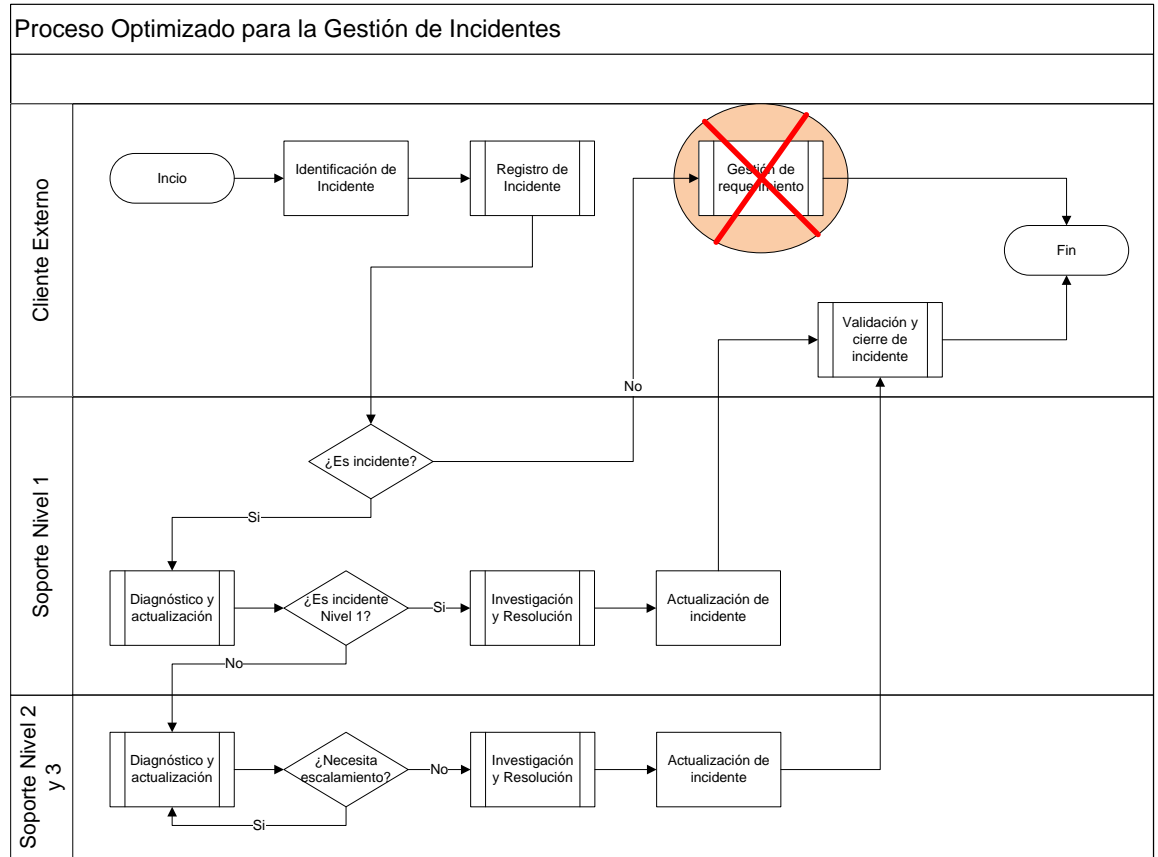 Proceso Optimizado para la Gestión de Incidentes
Cliente Externo
Incio
Identificación de
Incidente
Registro de
Incidente
Gestión de
requerimiento
Fin
Validación y
cierre de
incidente
No
Soporte Nivel 1
¿Es incidente?
Si
Diagnóstico y
actualización
¿Es incidente
Nivel 1?
Si
Investigación
y Resolución
Actualización de
incidente
No
Soporte Nivel 2
y 3
Diagnóstico y
actualización
¿Necesita
escalamiento?
No
Investigación
y Resolución
Actualización de
incidente
Si